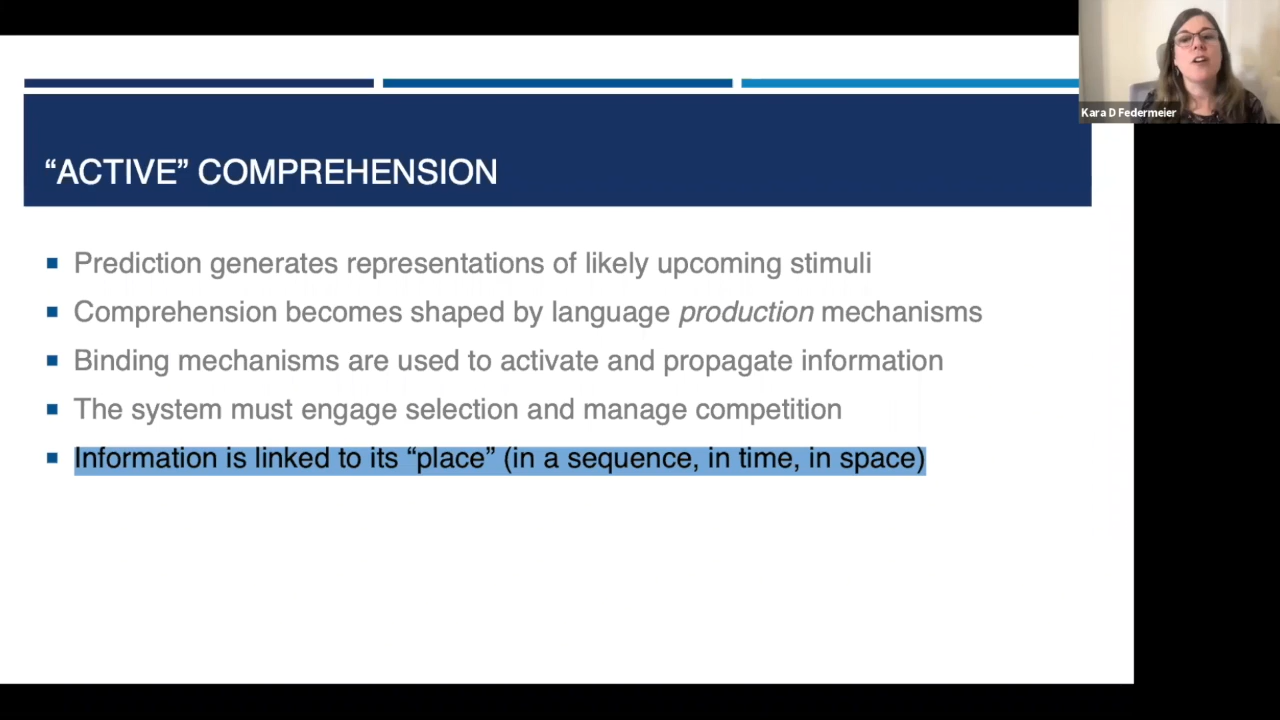 Kara D Federmeier
“ACTIVE” COMPREHENSION
Prediction generates representations of likely upcoming stimuli
Comprehension becomes shaped by language production mechanisms
Binding mechanisms are used to activate and propagate information
The system must engage selection and manage competition
Information is linked to its “place” (in a sequence, in time, in space)